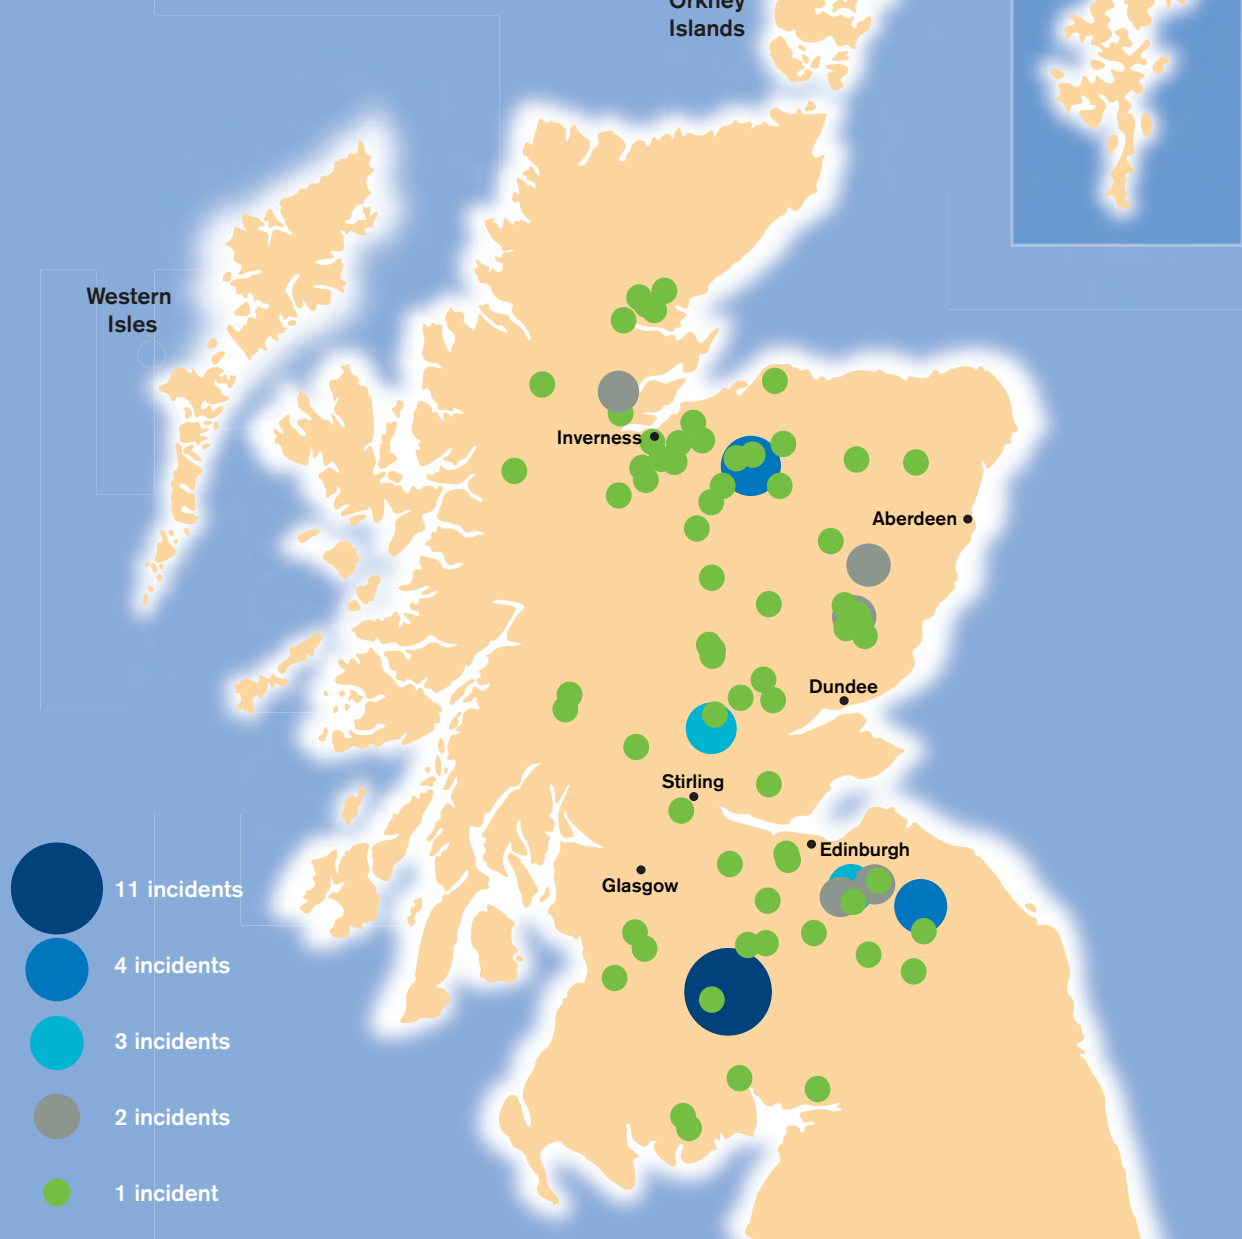 Orkney
Islands
Western
Isles
Inverness
Aberdeen
Dundee
Stirling
Edinburgh
Glasgow
11 incidents
4 incidents
3 incidents
2 incidents
1 incident